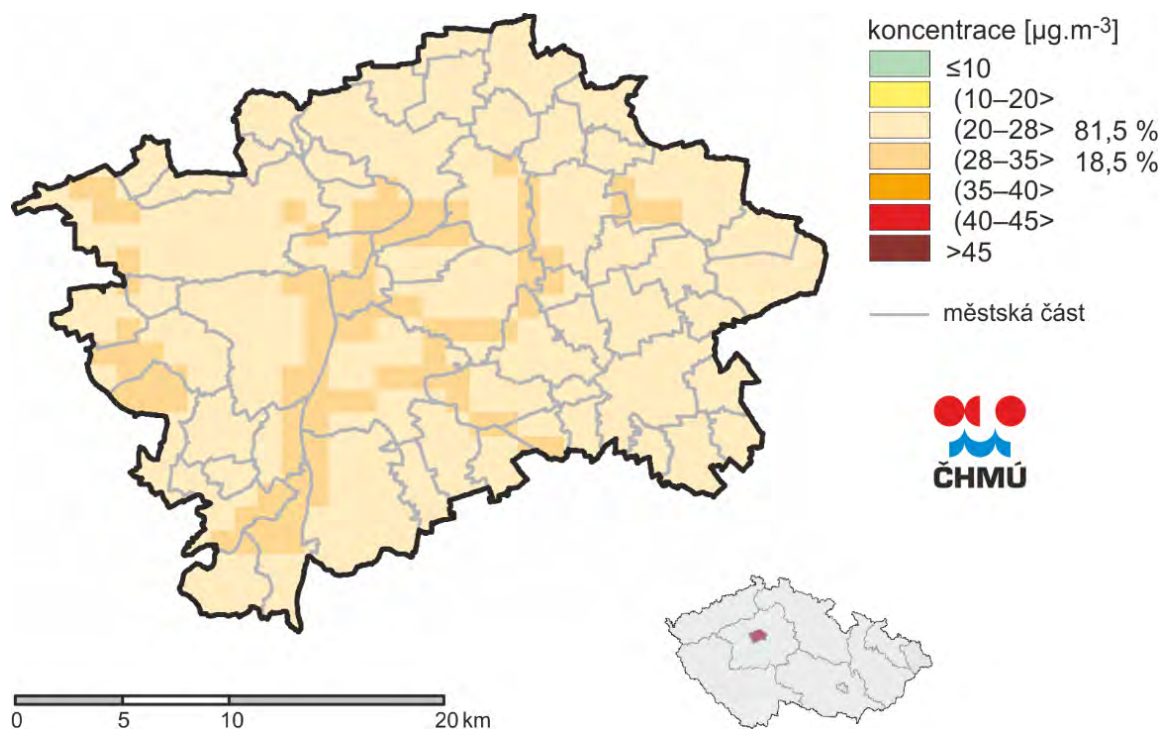 koncentrace [µg.m-3]
≤10
(10–20>
(20–28> 81,5 %
(28–35> 18,5 %
(35–40>
(40–45>
>45
městská část
ČHMÚ
0 5 10 20 km